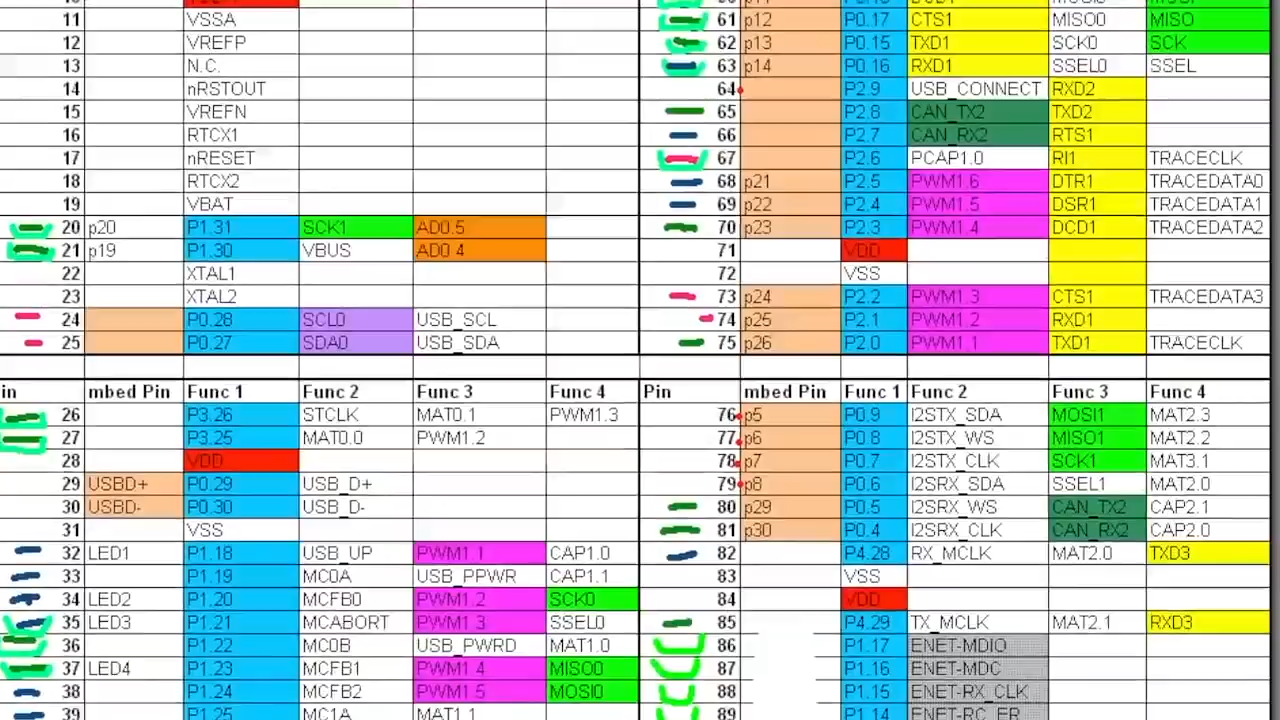 11 VSSA
12 VREFP
13 N.C.
14 nRSTOUT
15 VREFN
16 RTCX1
17 nRESET
18 RTCX2
19 VBAT
20 p20 P1.31 SCK1 AD0.5
21 p19 P1.30 VBUS AD0.4
22 XTAL1
23 XTAL2
24 P0.28 SCL0 USB_SCL
25 P0.27 SDA0 USB_SDA
in mbed Pin Func 1 Func 2 Func 3 Func 4
26 P3.26 STCLK MAT0.1 PWM1.3
27 P3.25 MAT0.0 PWM1.2
28 VDD
29 USBD+ P0.29 USB_D+
30 USBD- P0.30 USB_D-
31 VSS
32 LED1 P1.18 USB_UP PWM1.1 CAP1.0
33 P1.19 MC0A USB_PPWR CAP1.1
34 LED2 P1.20 MCFB0 PWM1.2 SCK0
35 LED3 P1.21 MCABORT PWM1.3 SSEL0
36 P1.22 MC0B USB_PWRD MAT1.0
37 LED4 P1.23 MCFB1 PWM1.4 MISO0
38 P1.24 MCFB2 PWM1.5 MOSI0
39 P1.25 MC1A MAT1.1
61 p12 P0.17 CTS1 MISO0 MISO
62 p13 P0.15 TXD1 SCK0 SCK
63 p14 P0.16 RXD1 SSEL0 SSEL
64 P2.9 USB_CONNECT RXD2
65 P2.8 CAN_TX2 TXD2
66 P2.7 CAN_RX2 RTS1
67 P2.6 PCAP1.0 RI1 TRACECLK
68 p21 P2.5 PWM1.6 DTR1 TRACEDATA0
69 p22 P2.4 PWM1.5 DSR1 TRACEDATA1
70 p23 P2.3 PWM1.4 DCD1 TRACEDATA2
71 VDD
72 VSS
73 p24 P2.2 PWM1.3 CTS1 TRACEDATA3
74 p25 P2.1 PWM1.2 RXD1
75 p26 P2.0 PWM1.1 TXD1 TRACECLK
Pin mbed Pin Func 1 Func 2 Func 3 Func 4
76 p5 P0.9 I2STX_SDA MOSI1 MAT2.3
77 p6 P0.8 I2STX_WS MISO1 MAT2.2
78 p7 P0.7 I2STX_CLK SCK1 MAT3.1
79 p8 P0.6 I2SRX_SDA SSEL1 MAT2.0
80 p29 P0.5 I2SRX_WS CAN_TX2 CAP2.1
81 p30 P0.4 I2SRX_CLK CAN_RX2 CAP2.0
82 P4.28 RX_MCLK MAT2.0 TXD3
83 VSS
84 VDD
85 P4.29 TX_MCLK MAT2.1 RXD3
86 P1.17 ENET-MDIO
87 P1.16 ENET-MDC
88 P1.15 ENET-RX_CLK
89 P1.14 ENET-RC_ER